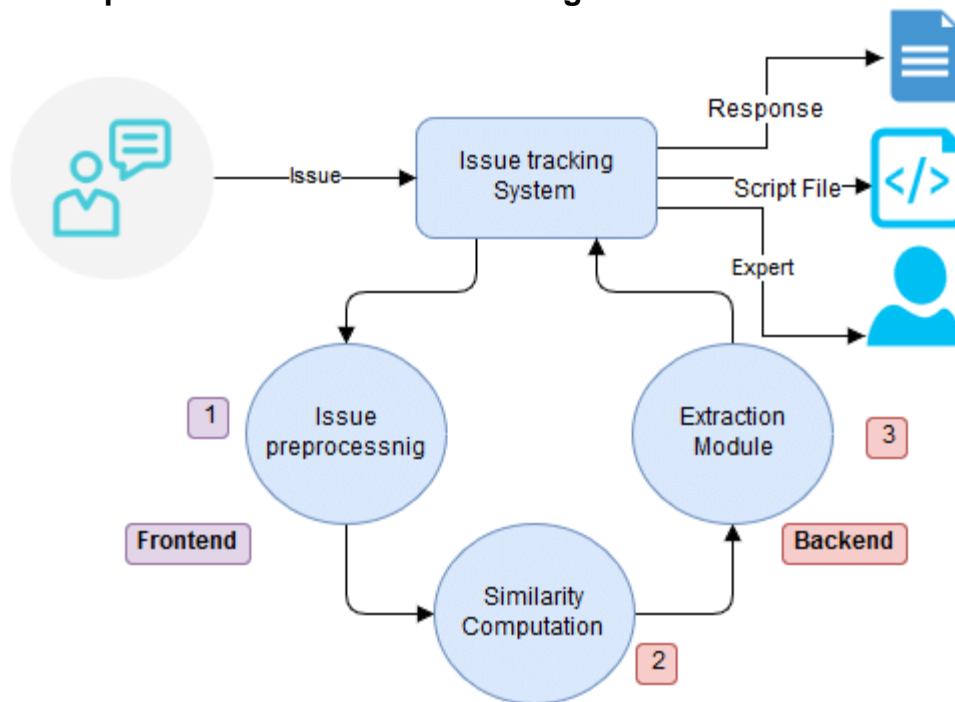 Response
Issue
Issue tracking
System
Script File
Expert
1
Issue
preprocessnig
Extraction
Module
3
Frontend
Backend
Similarity
Computation
2